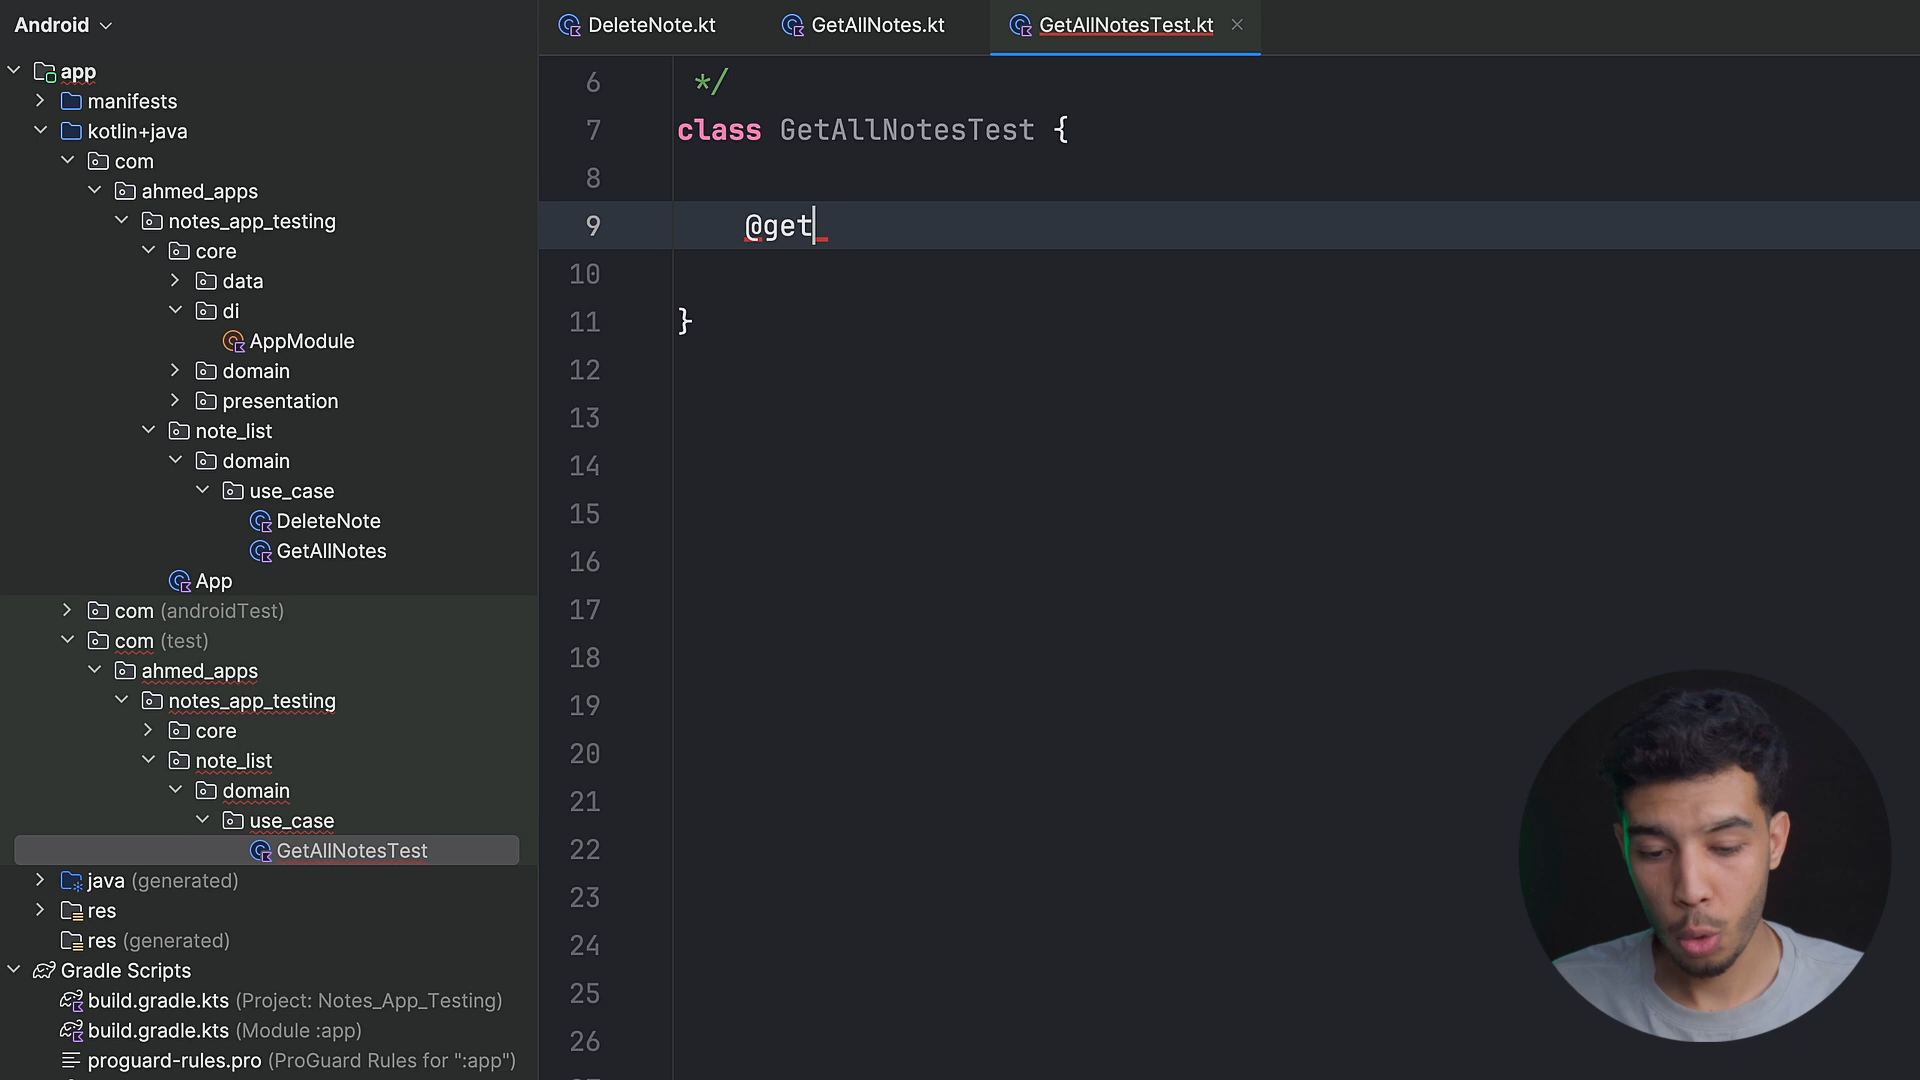 Android
DeleteNote.kt
GetAllNotes.kt
GetAllNotesTest.kt
app
manifests
kotlin+java
com
ahmed_apps
notes_app_testing
core
data
di
AppModule
domain
presentation
note_list
domain
use_case
DeleteNote
GetAllNotes
App
com (androidTest)
com (test)
ahmed_apps
notes_app_testing
core
note_list
domain
use_case
GetAllNotesTest
java (generated)
res
res (generated)
Gradle Scripts
build.gradle.kts (Project: Notes_App_Testing)
build.gradle.kts (Module :app)
proguard-rules.pro (ProGuard Rules for ":app")
6 */
7 class GetAllNotesTest {
8
9 @get
10
11 }
12
13
14
15
16
17
18
19
20
21
22
23
24
25
26